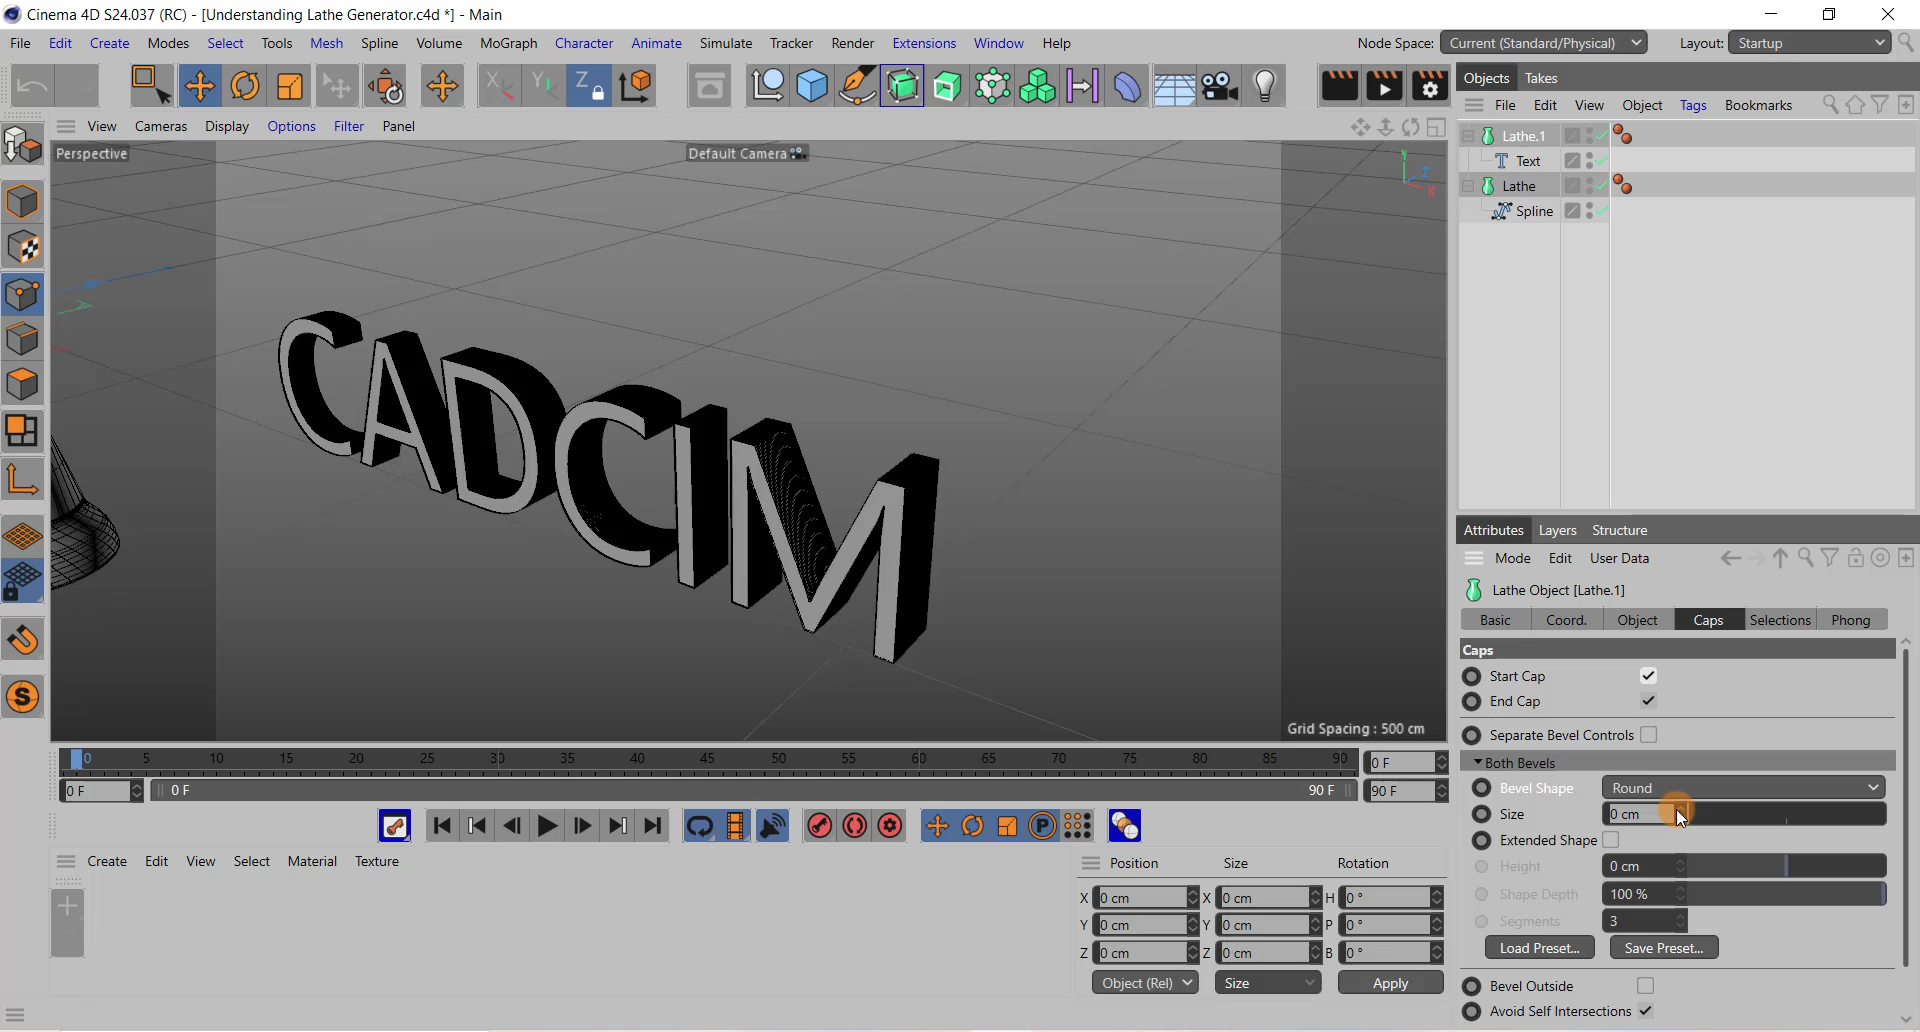 Cinema 4D S24.037 (RC) - [Understanding Lathe Generator.c4d *] - Main
File Edit Create Modes Select Tools Mesh Spline Volume MoGraph Character Animate Simulate Tracker Render Extensions Window Help
Node Space: Current (Standard/Physical) Layout: Startup
X Y Z
Objects Takes
File Edit View Object Tags Bookmarks
View Cameras Display Options Filter Panel
Perspective
Default Camera
Y
Z
X
Lathe.1
Text
Lathe
Spline
CADCIM
Grid Spacing : 500 cm
Attributes Layers Structure
Mode Edit User Data
Lathe Object [Lathe.1]
Basic Coord. Object Caps Selections Phong
Caps
Start Cap
End Cap
Separate Bevel Controls
Both Bevels
Bevel Shape Round
Size 0 cm
Extended Shape
Height 0 cm
Shape Depth 100 %
Segments 3
Load Preset... Save Preset...
Bevel Outside
Avoid Self Intersections
0 5 10 15 20 25 30 35 40 45 50 55 60 65 70 75 80 85 90
0 F
0 F 0 F 90 F 90 F
P
S
Create Edit View Select Material Texture
Position Size Rotation
X 0 cm X 0 cm H 0 °
Y 0 cm Y 0 cm P 0 °
Z 0 cm Z 0 cm B 0 °
Object (Rel) Size Apply